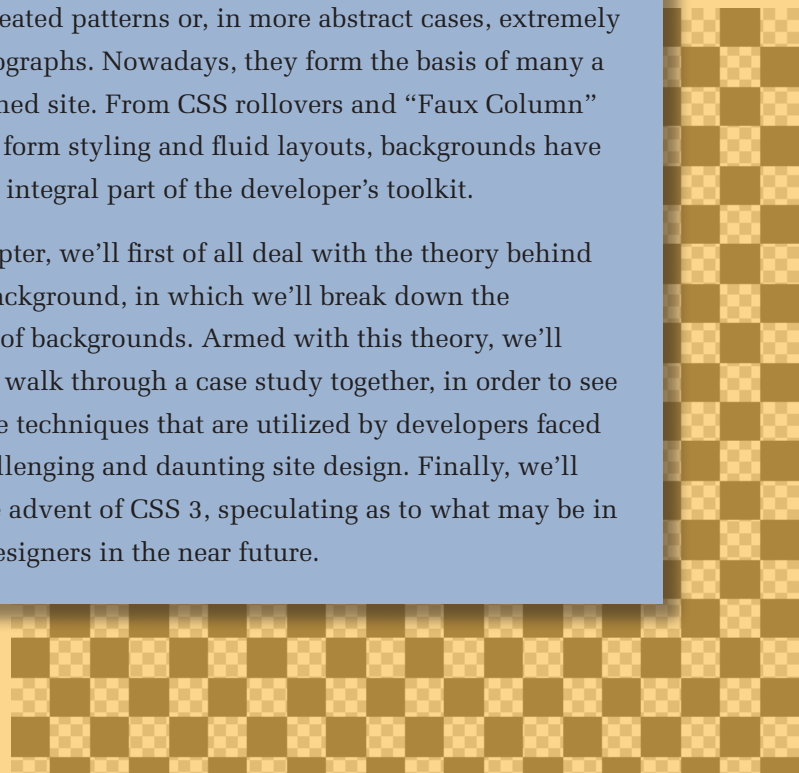 eated patterns or, in more abstract cases, extremely
ographs. Nowadays, they form the basis of many a
ned site. From CSS rollovers and “Faux Column”
form styling and fluid layouts, backgrounds have
integral part of the developer’s toolkit.
pter, we’ll first of all deal with the theory behind
ackground, in which we’ll break down the
of backgrounds. Armed with this theory, we’ll
walk through a case study together, in order to see
e techniques that are utilized by developers faced
llenging and daunting site design. Finally, we’ll
e advent of CSS 3, speculating as to what may be in
esigners in the near future.